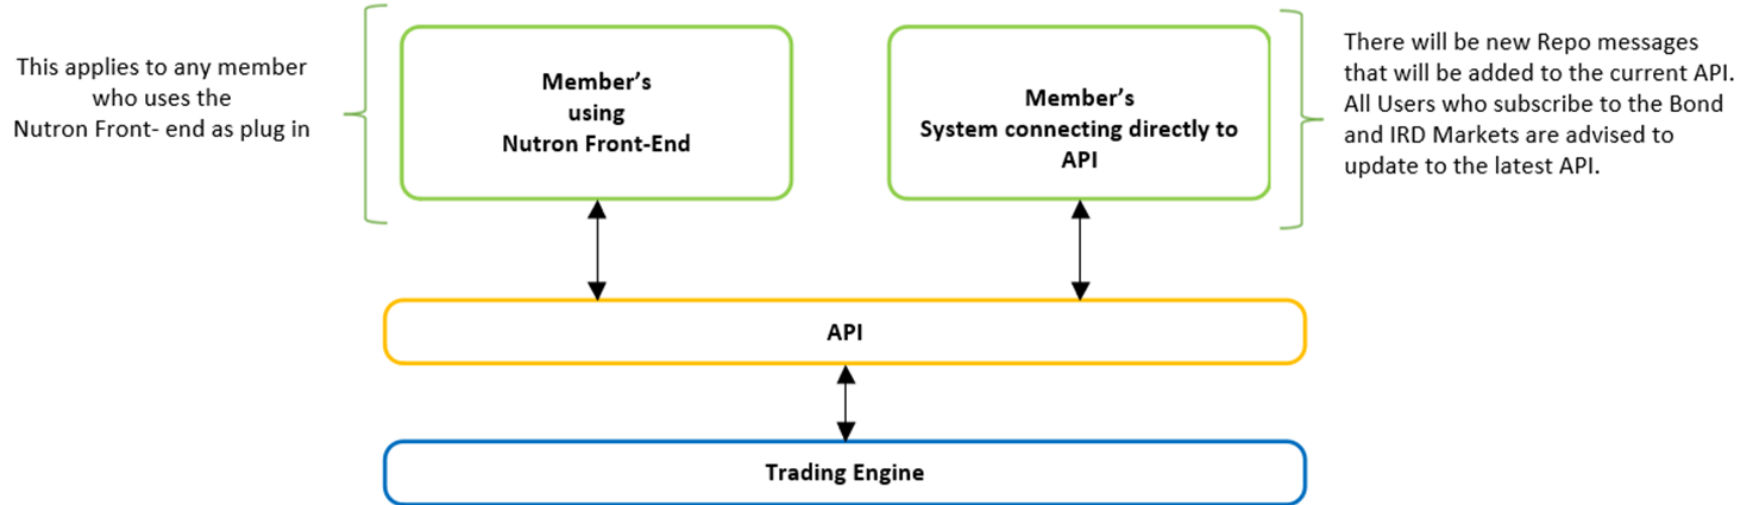 This applies to any member
who uses the
Nutron Front- end as plug in
Member’s
using
Nutron Front-End
Member’s
System connecting directly to
API
There will be new Repo messages
that will be added to the current API.
All Users who subscribe to the Bond
and IRD Markets are advised to
update to the latest API.
API
Trading Engine